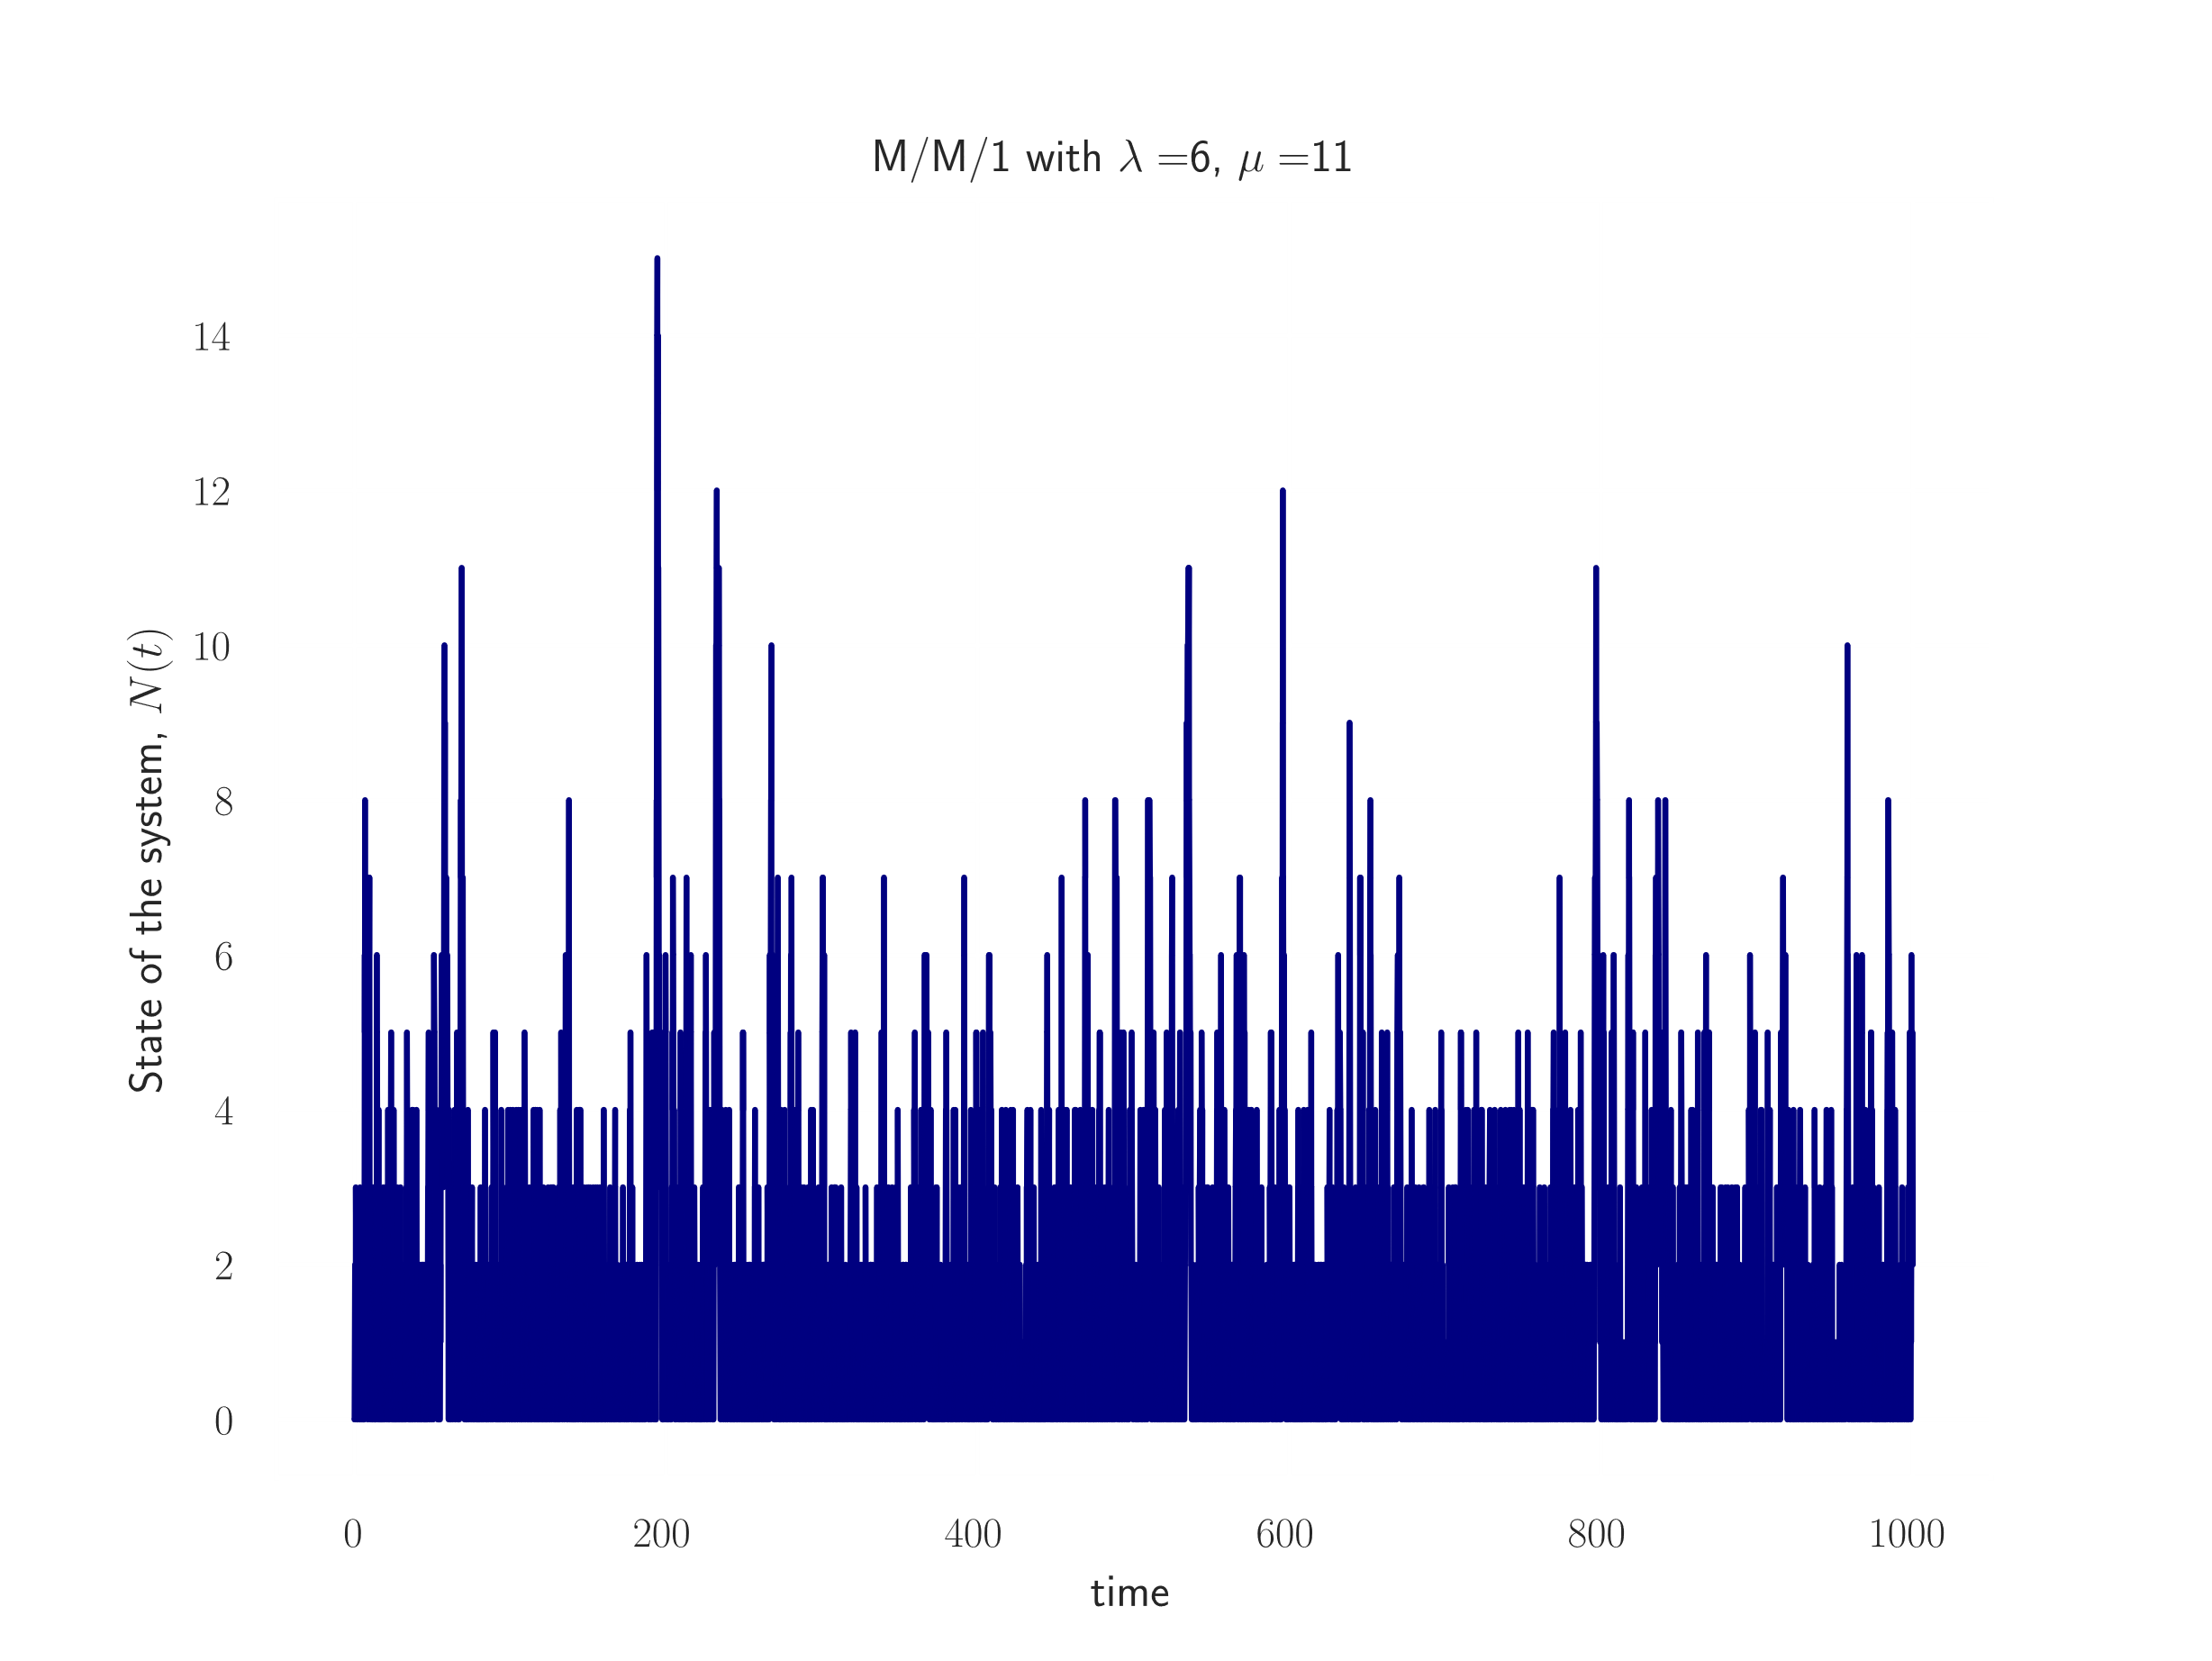 M/M/1 with λ =6, μ =11
State of the system, N(t)
14
12
10
8
6
4
2
0
0 200 400 600 800 1000
time